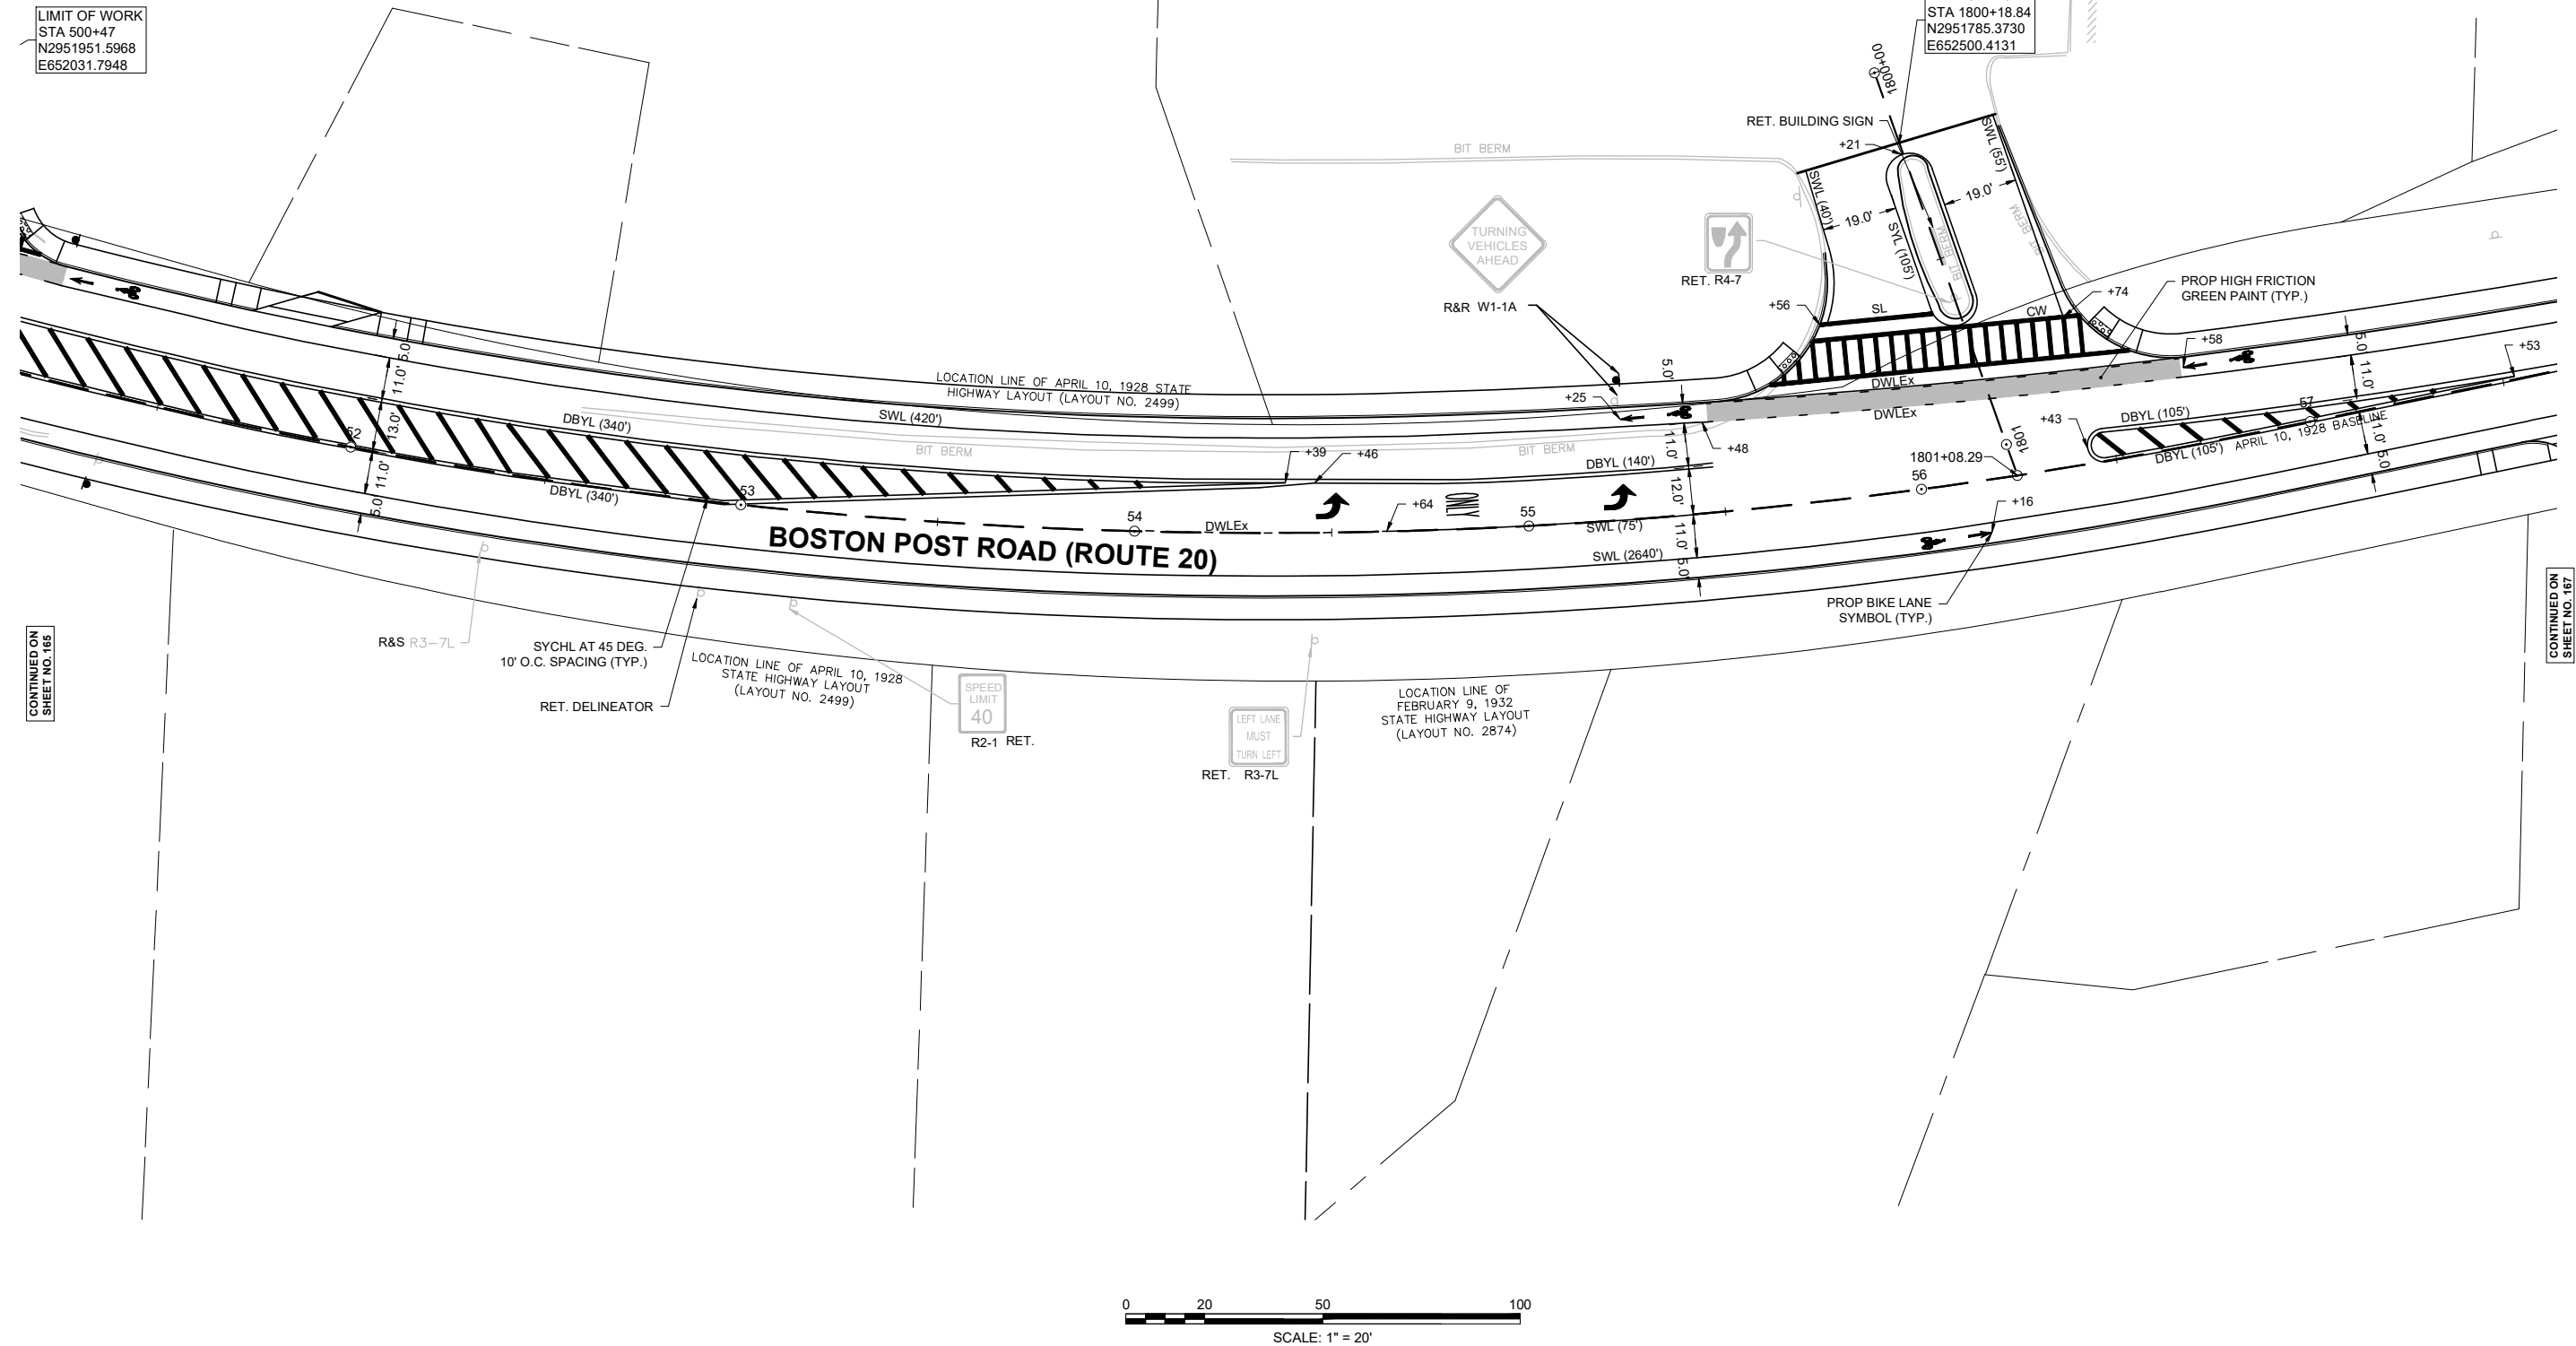 LIMIT OF WORK
STA 500+47
N2951951.5968
E652031.7948
STA 1800+18.84
N2951785.3730
E652500.4131
1800+00
RET. BUILDING SIGN
+21
BIT BERM
SWL (55')
SWL (40')
19.0'
19.0'
SYL (105')
BIT BERM
BIT BERM
BIT BERM
TURNING
VEHICLES
AHEAD
RET. R4-7
R&R W1-1A
+56
SL
CW
+74
PROP HIGH FRICTION
GREEN PAINT (TYP.)
+58
+53
5.0'
11.0'
13.0'
11.0'
5.0'
52
LOCATION LINE OF APRIL 10, 1928 STATE
HIGHWAY LAYOUT (LAYOUT NO. 2499)
SWL (420')
DBYL (340')
BIT BERM
BIT BERM
DBYL (340')
53
+39
+46
+25
5.0'
11.0'
12.0'
11.0'
5.0'
+48
DWLEx
DWLEx
DBYL (140')
ONLY
+64
54
DWLEx
55
SWL (75')
SWL (2640')
BOSTON POST ROAD (ROUTE 20)
1801
1801+08.29
56
+16
+43
DBYL (105')
57
DBYL (105')
APRIL 10, 1928 BASELINE
5.0
11.0'
11.0'
5.0'
PROP BIKE LANE
SYMBOL (TYP.)
R&S R3-7L
SYCHL AT 45 DEG.
10' O.C. SPACING (TYP.)
RET. DELINEATOR
LOCATION LINE OF APRIL 10, 1928
STATE HIGHWAY LAYOUT
(LAYOUT NO. 2499)
SPEED
LIMIT
40
R2-1 RET.
LEFT LANE
MUST
TURN LEFT
RET. R3-7L
LOCATION LINE OF
FEBRUARY 9, 1932
STATE HIGHWAY LAYOUT
(LAYOUT NO. 2874)
CONTINUED ON
SHEET NO. 165
CONTINUED ON
SHEET NO. 167
0 20 50 100
SCALE: 1" = 20'